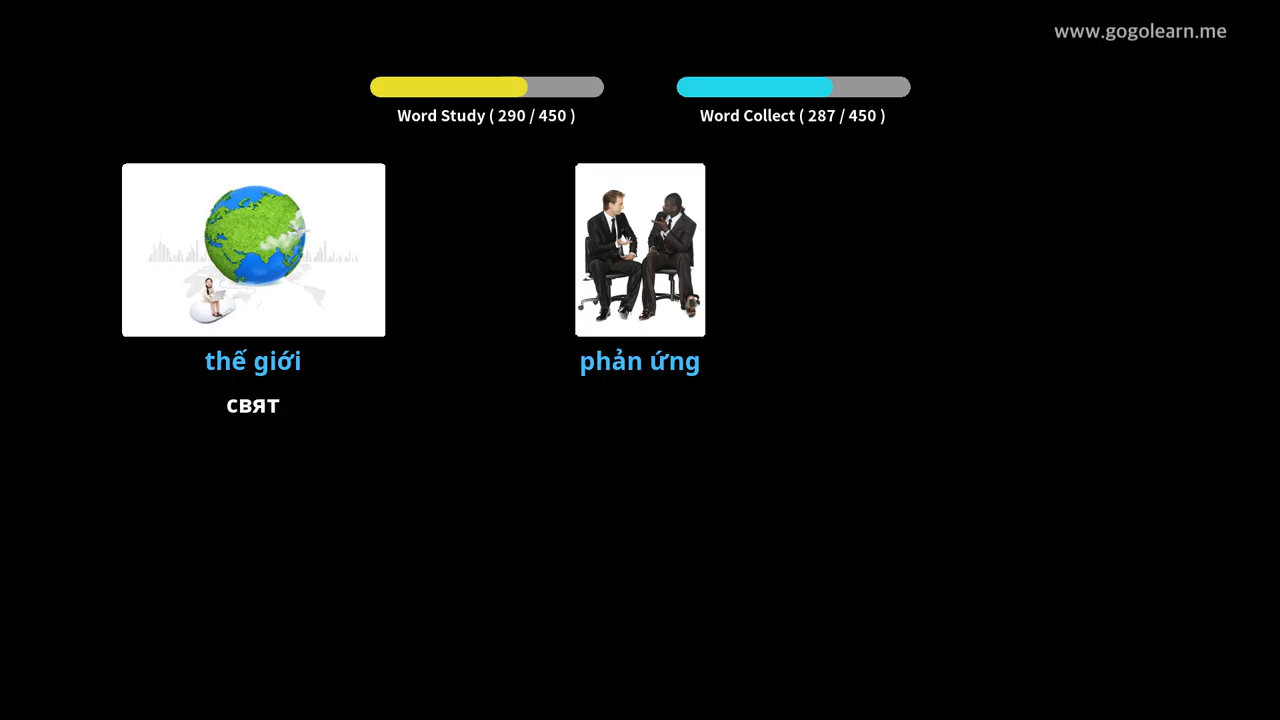 www.gogolearn.me
Word Study ( 290 / 450 )
Word Collect ( 287 / 450 )
thế giới
phản ứng
свят